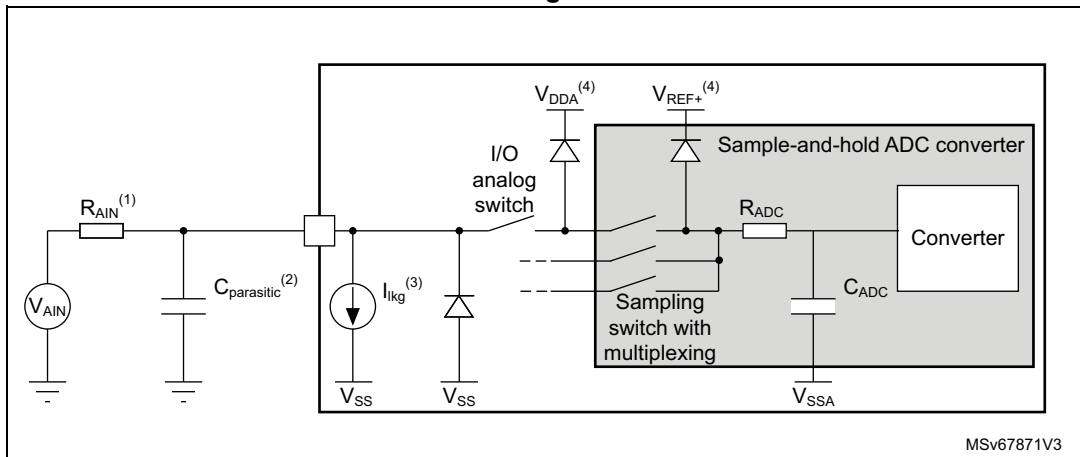 V_DDA(4)
V_REF+(4)
Sample-and-hold ADC converter
I/O
analog
switch
R_AIN(1)
R_ADC
Converter
V_AIN
C_parasitic(2)
I_lkg(3)
C_ADC
Sampling
switch with
multiplexing
V_SS
V_SS
V_SSA
MSv67871V3